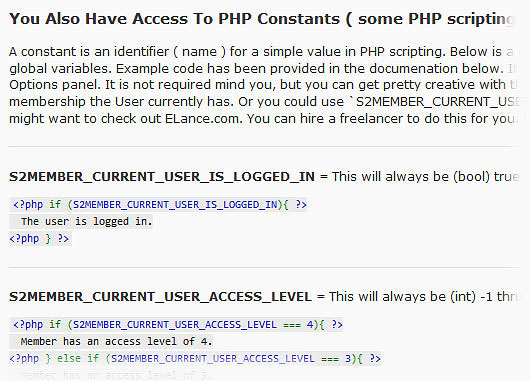 You Also Have Access To PHP Constants ( some PHP scripting
A constant is an identifier ( name ) for a simple value in PHP scripting. Below is a
global variables. Example code has been provided in the documenation below. If
Options panel. It is not required mind you, but you can get pretty creative with th
membership the User currently has. Or you could use `S2MEMBER_CURRENT_USER
might want to check out ELance.com. You can hire a freelancer to do this for you.
S2MEMBER_CURRENT_USER_IS_LOGGED_IN = This will always be (bool) true
<?php if (S2MEMBER_CURRENT_USER_IS_LOGGED_IN){ ?>
The user is logged in.
<?php } ?>
S2MEMBER_CURRENT_USER_ACCESS_LEVEL = This will always be (int) -1 thru
<?php if (S2MEMBER_CURRENT_USER_ACCESS_LEVEL === 4){ ?>
Member has an access level of 4.
<?php } else if (S2MEMBER_CURRENT_USER_ACCESS_LEVEL === 3){ ?>
Member has an access level of 3.